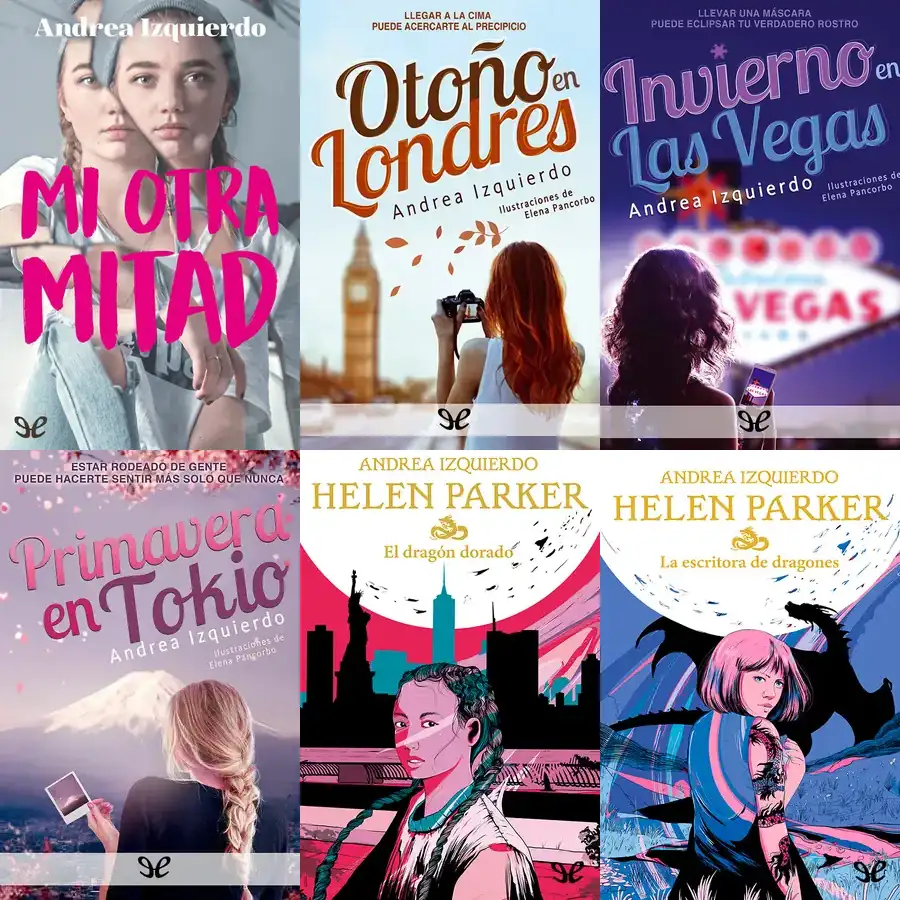 Andrea Izquierdo
MI OTRA
MITAD
LLEGAR A LA CIMA
PUEDE ACERCARTE AL PRECIPICIO
Otoño en
Londres
Andrea Izquierdo
Ilustraciones de
Elena Pancorbo
LLEVAR UNA MÁSCARA
PUEDE ECLIPSAR TU VERDADERO ROSTRO
Invierno en
Las Vegas
Andrea Izquierdo
Ilustraciones de
Elena Pancorbo
VEGAS
ESTAR RODEADO DE GENTE
PUEDE HACERTE SENTIR MÁS SOLO QUE NUNCA
Primavera
en Tokio
Andrea Izquierdo
Ilustraciones de
Elena Pancorbo
ANDREA IZQUIERDO
HELEN PARKER
El dragón dorado
ANDREA IZQUIERDO
HELEN PARKER
La escritora de dragones